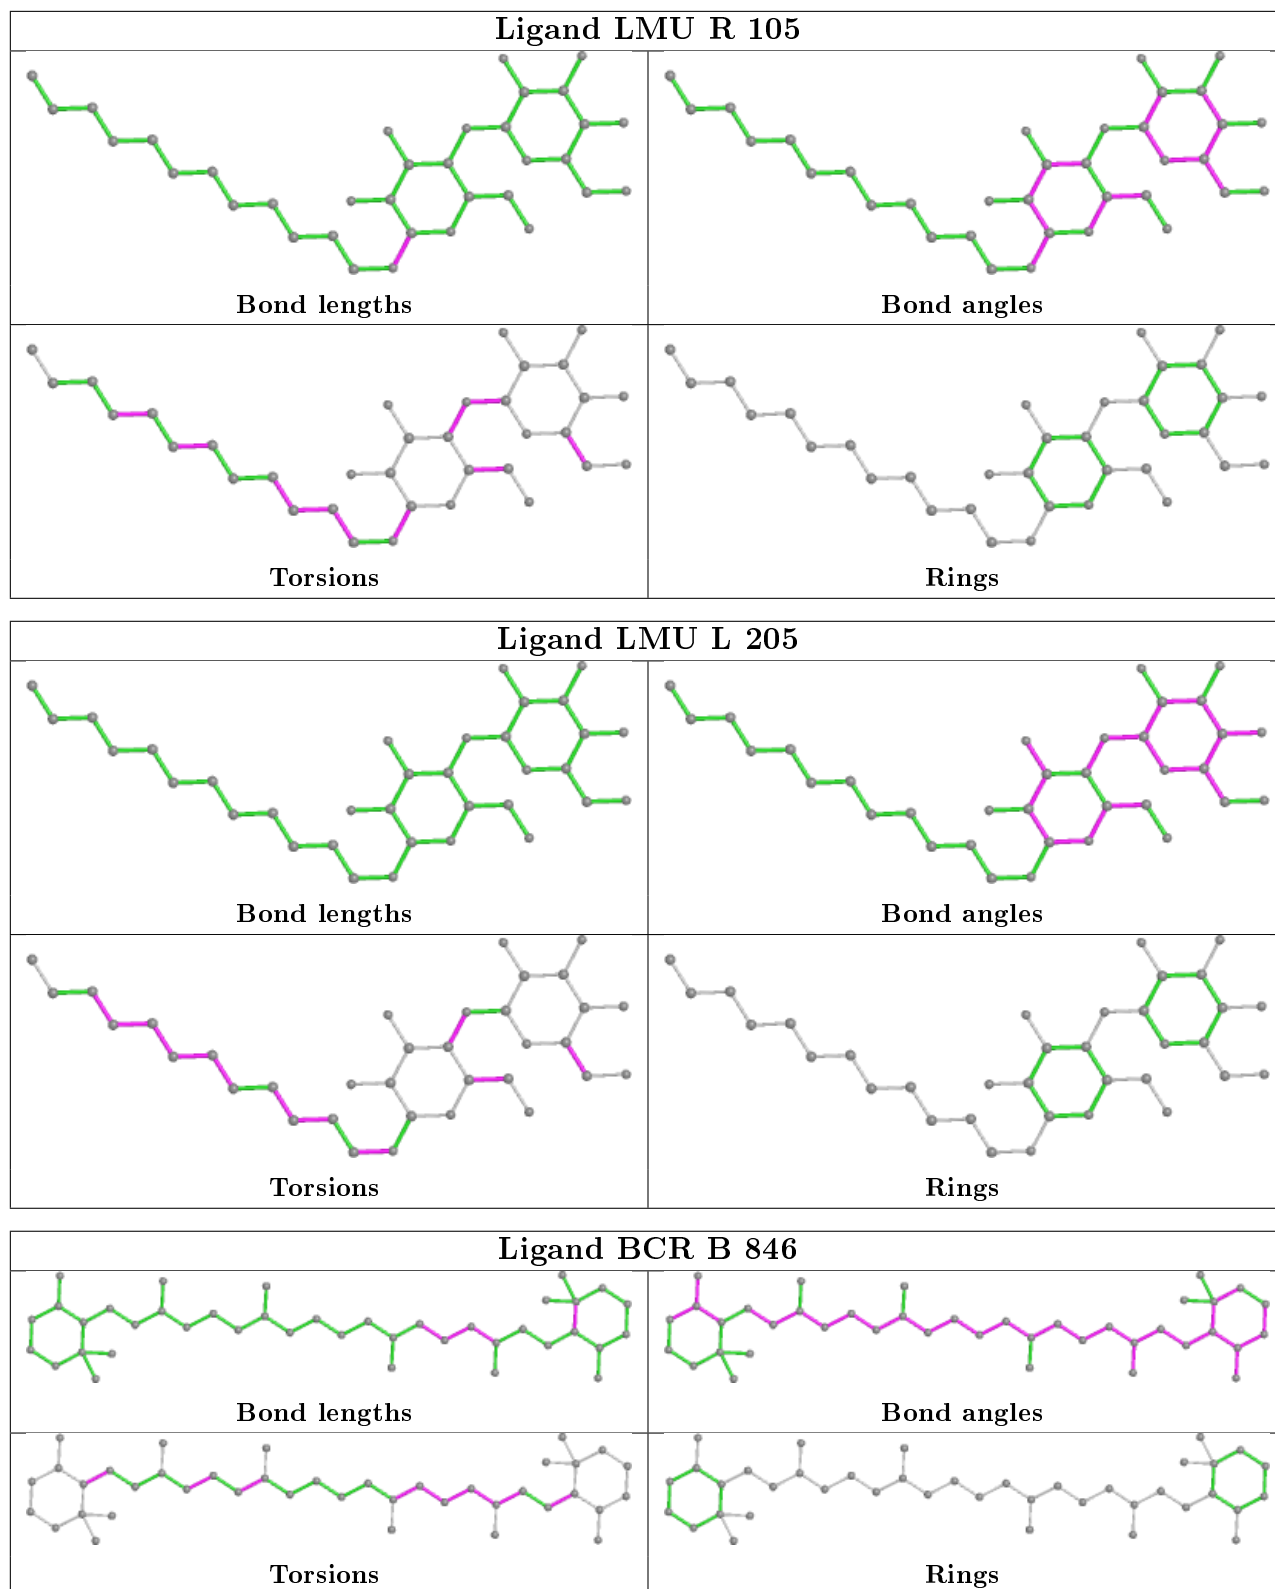 Ligand LMU R 105
Bond lengths
Bond angles
Torsions
Rings
Ligand LMU L 205
Bond lengths
Bond angles
Torsions
Rings
Ligand BCR B 846
Bond lengths
Bond angles
Torsions
Rings